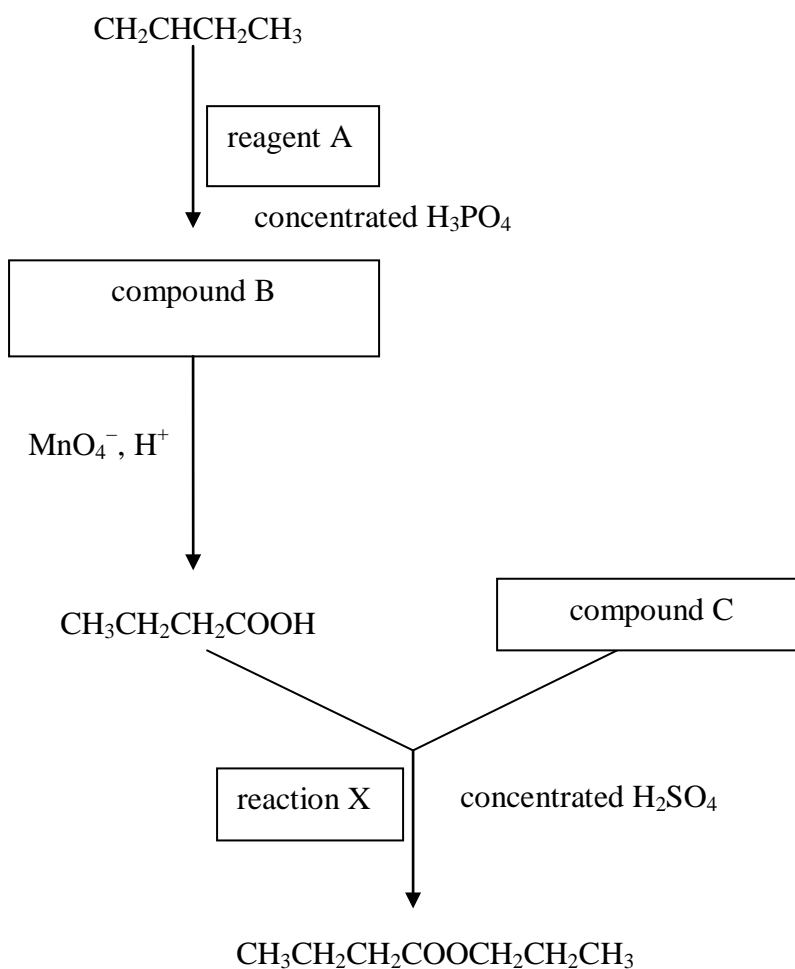 CH₂CHCH₂CH₃
reagent A
concentrated H₃PO₄
compound B
MnO₄⁻, H⁺
CH₃CH₂CH₂COOH
compound C
reaction X
concentrated H₂SO₄
CH₃CH₂CH₂COOCH₂CH₂CH₃